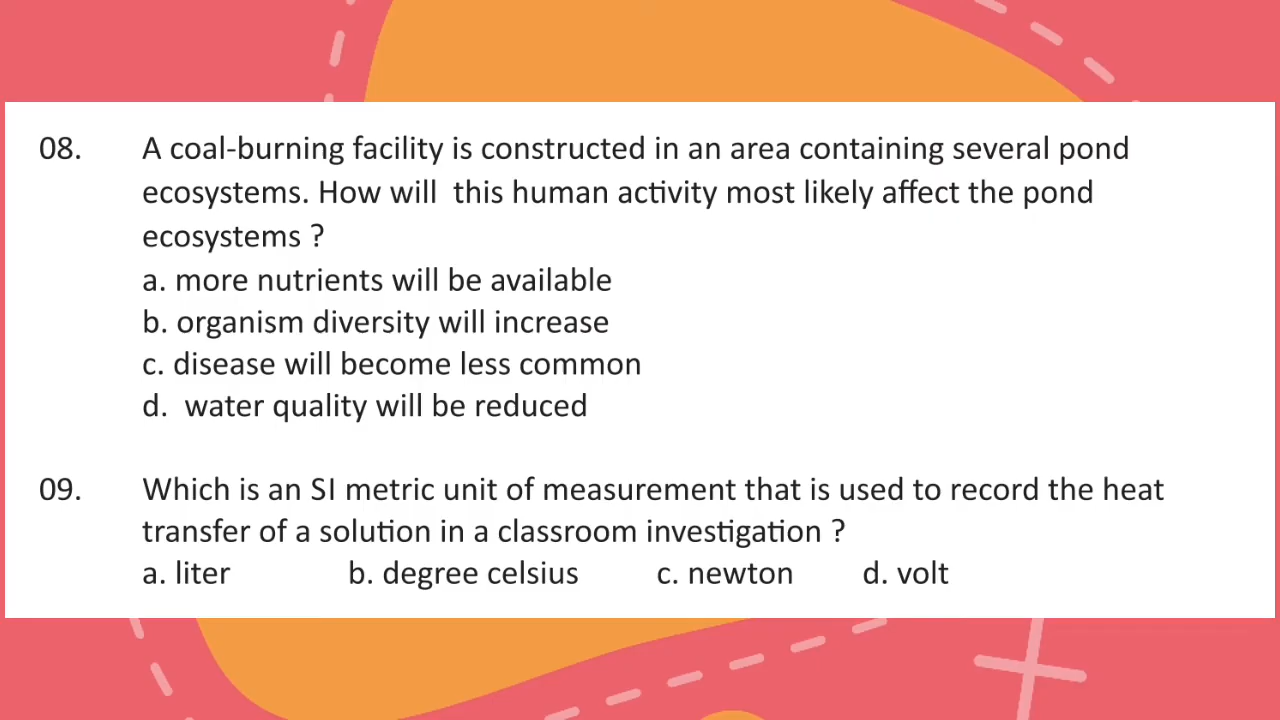 08. A coal-burning facility is constructed in an area containing several pond
ecosystems. How will  this human activity most likely affect the pond
ecosystems ?
a. more nutrients will be available
b. organism diversity will increase
c. disease will become less common
d.  water quality will be reduced
09. Which is an SI metric unit of measurement that is used to record the heat
transfer of a solution in a classroom investigation ?
a. liter b. degree celsius c. newton d. volt